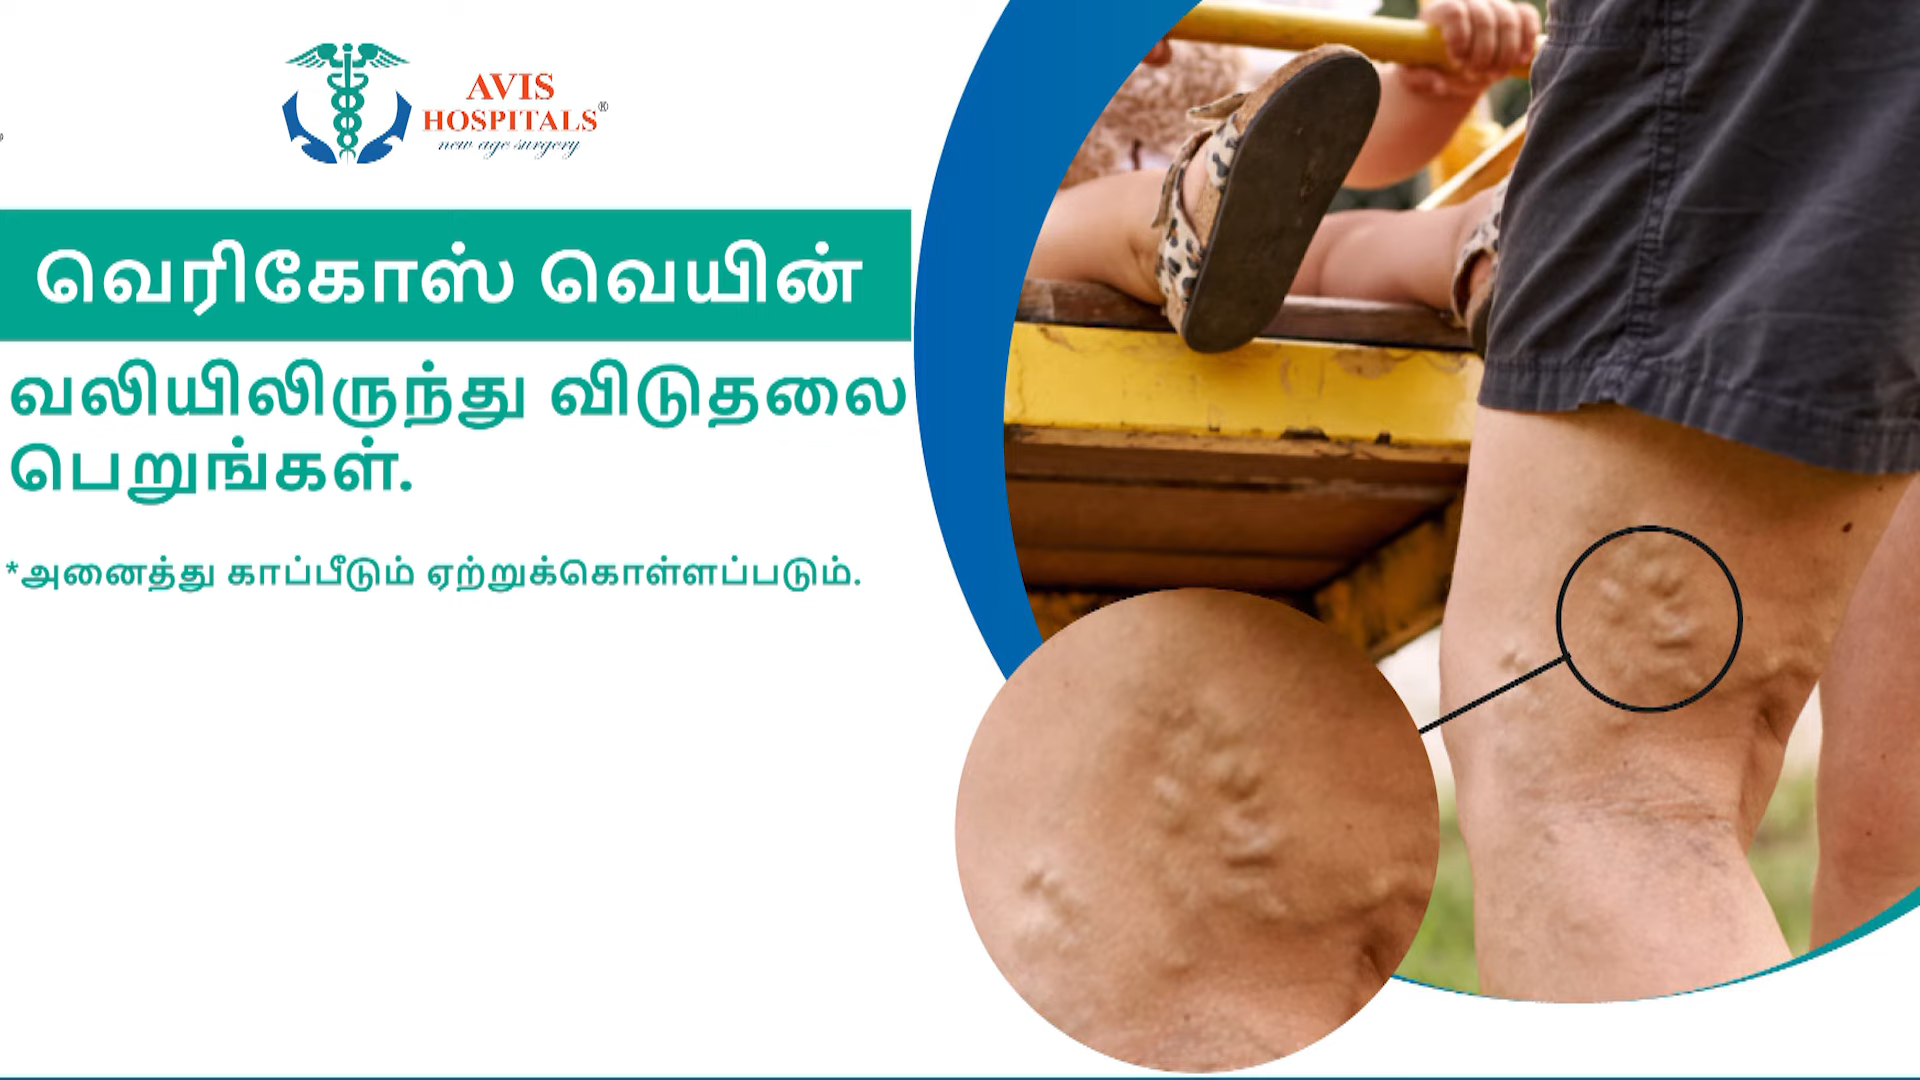 AVIS
HOSPITALS®
new age surgery
வெரிகோஸ் வெயின்
வலியிலிருந்து விடுதலை
பெறுங்கள்.
*அனைத்து காப்பீடும் ஏற்றுக்கொள்ளப்படும்.